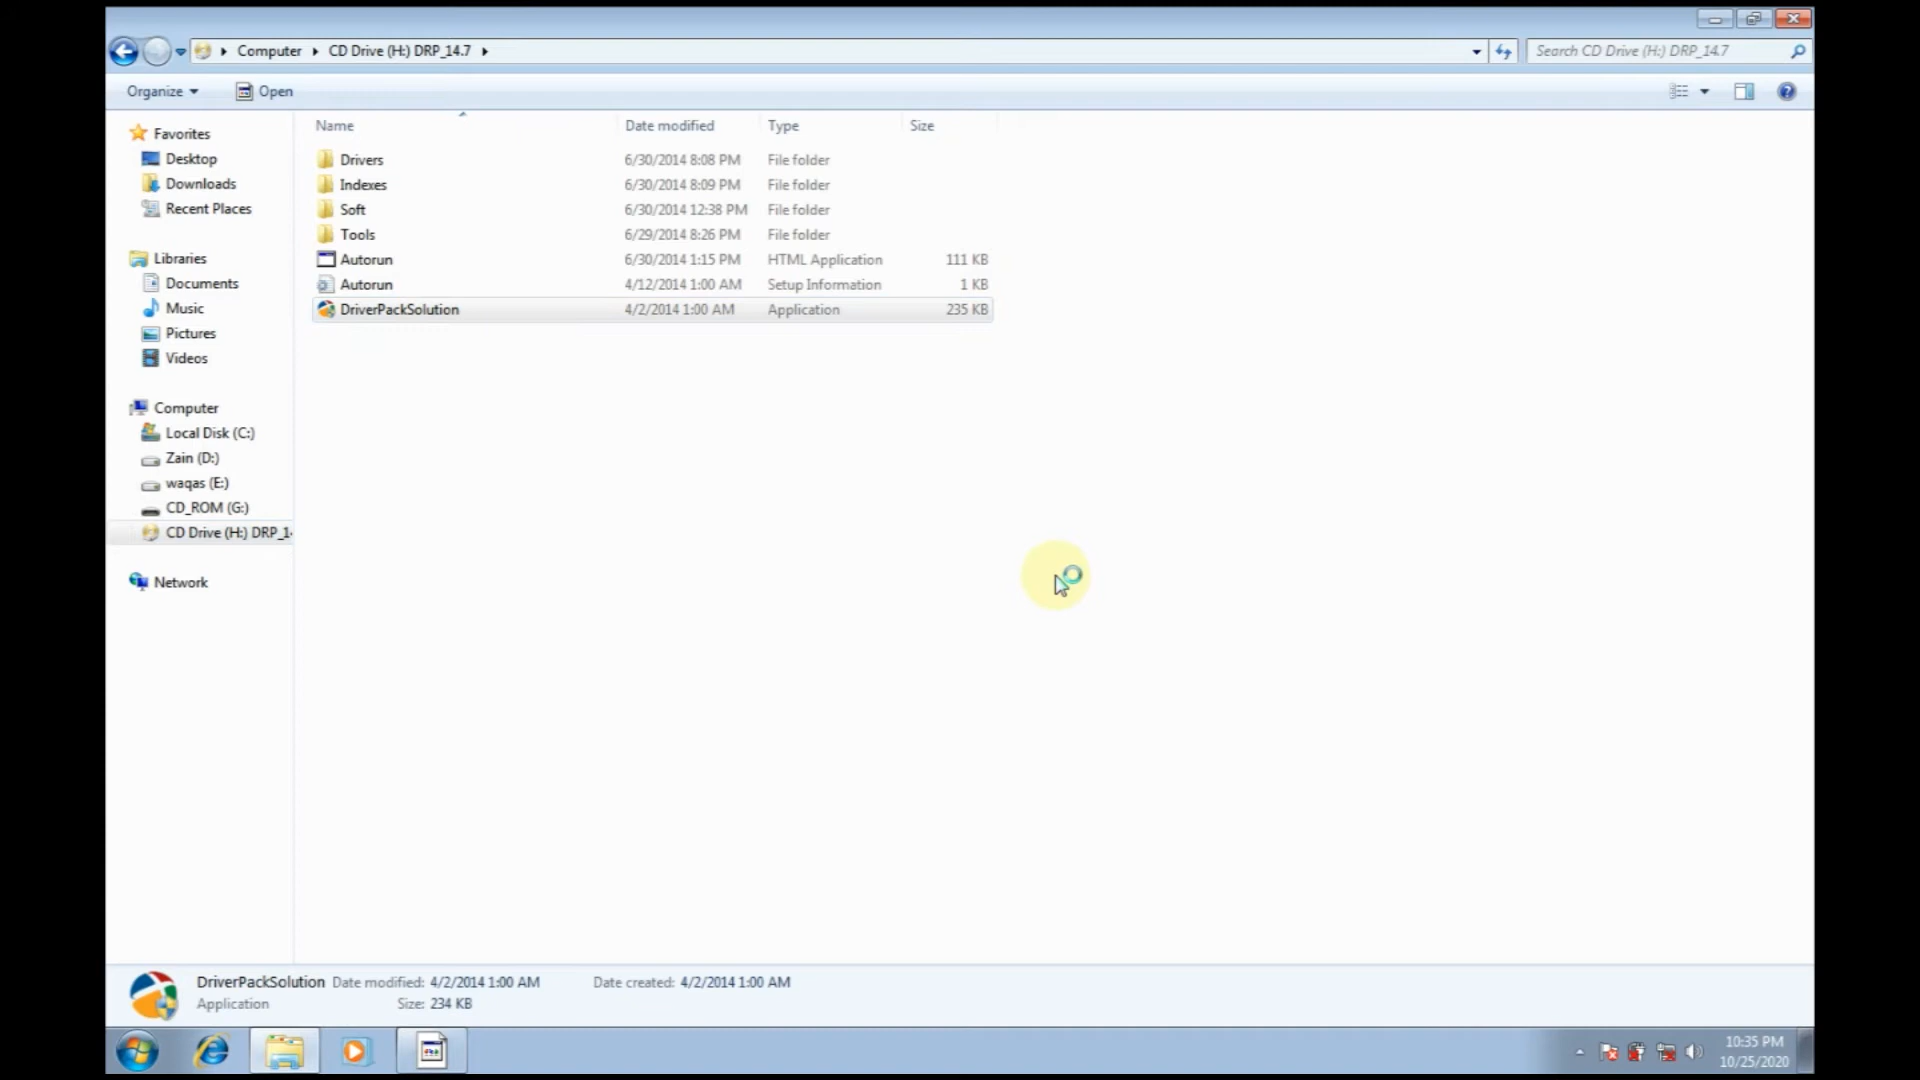 Computer
CD Drive (H:) DRP_14.7
Search CD Drive (H:) DRP_14.7
Organize
Open
Name
Date modified
Type
Size
Favorites
Desktop
Downloads
Recent Places
Libraries
Documents
Music
Pictures
Videos
Computer
Local Disk (C:)
Zain (D:)
waqas (E:)
CD_ROM (G:)
CD Drive (H:) DRP_14
Network
Drivers 6/30/2014 8:08 PM File folder
Indexes 6/30/2014 8:09 PM File folder
Soft 6/30/2014 12:38 PM File folder
Tools 6/29/2014 8:26 PM File folder
Autorun 6/30/2014 1:15 PM HTML Application 111 KB
Autorun 4/12/2014 1:00 AM Setup Information 1 KB
DriverPackSolution 4/2/2014 1:00 AM Application 235 KB
DriverPackSolution Date modified: 4/2/2014 1:00 AM Date created: 4/2/2014 1:00 AM
Application Size: 234 KB
10:35 PM
10/25/2020